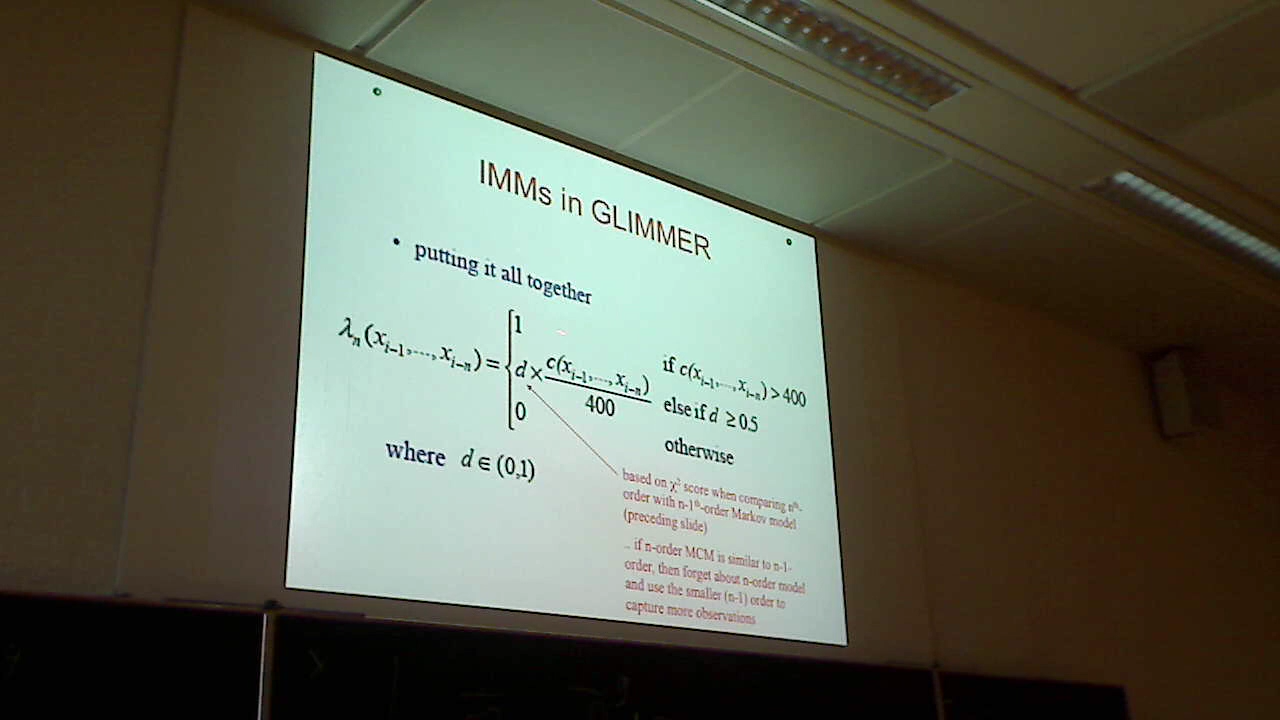 IMMs in GLIMMER
• putting it all together
λn(xi−1,...,xi−n) = { 1 if c(xi−1,...,xi−n) > 400
d × c(xi−1,...,xi−n) / 400 else if d ≥ 0.5
0 otherwise
where d ∈ (0,1)
based on χ² score when comparing nth-
order with n-1th-order Markov model
(preceding slide)
.. if n-order MCM is similar to n-1-
order, then forget about n-order model
and use the smaller (n-1) order to
capture more observations